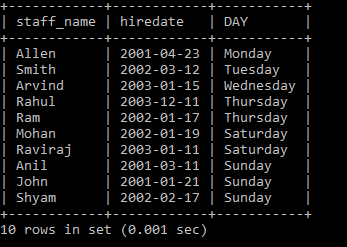 +------------+------------+-----------+
| staff_name | hiredate   | DAY       |
+------------+------------+-----------+
| Allen      | 2001-04-23 | Monday    |
| Smith      | 2002-03-12 | Tuesday   |
| Arvind     | 2003-01-15 | Wednesday |
| Rahul      | 2003-12-11 | Thursday  |
| Ram        | 2002-01-17 | Thursday  |
| Mohan      | 2002-01-19 | Saturday  |
| Raviraj    | 2003-01-11 | Saturday  |
| Anil       | 2001-03-11 | Sunday    |
| John       | 2001-01-21 | Sunday    |
| Shyam      | 2002-02-17 | Sunday    |
+------------+------------+-----------+
10 rows in set (0.001 sec)